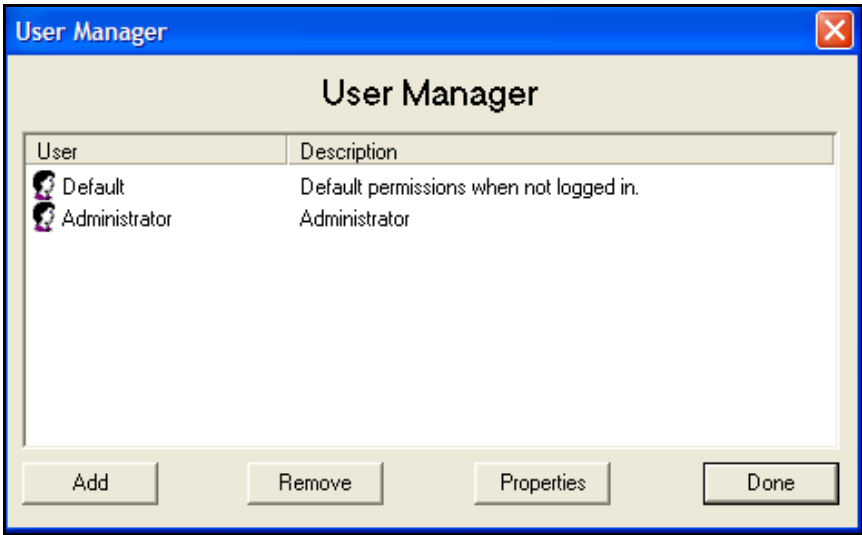 User Manager
User Manager
User Description
Default Default permissions when not logged in.
Administrator Administrator
Add Remove Properties Done